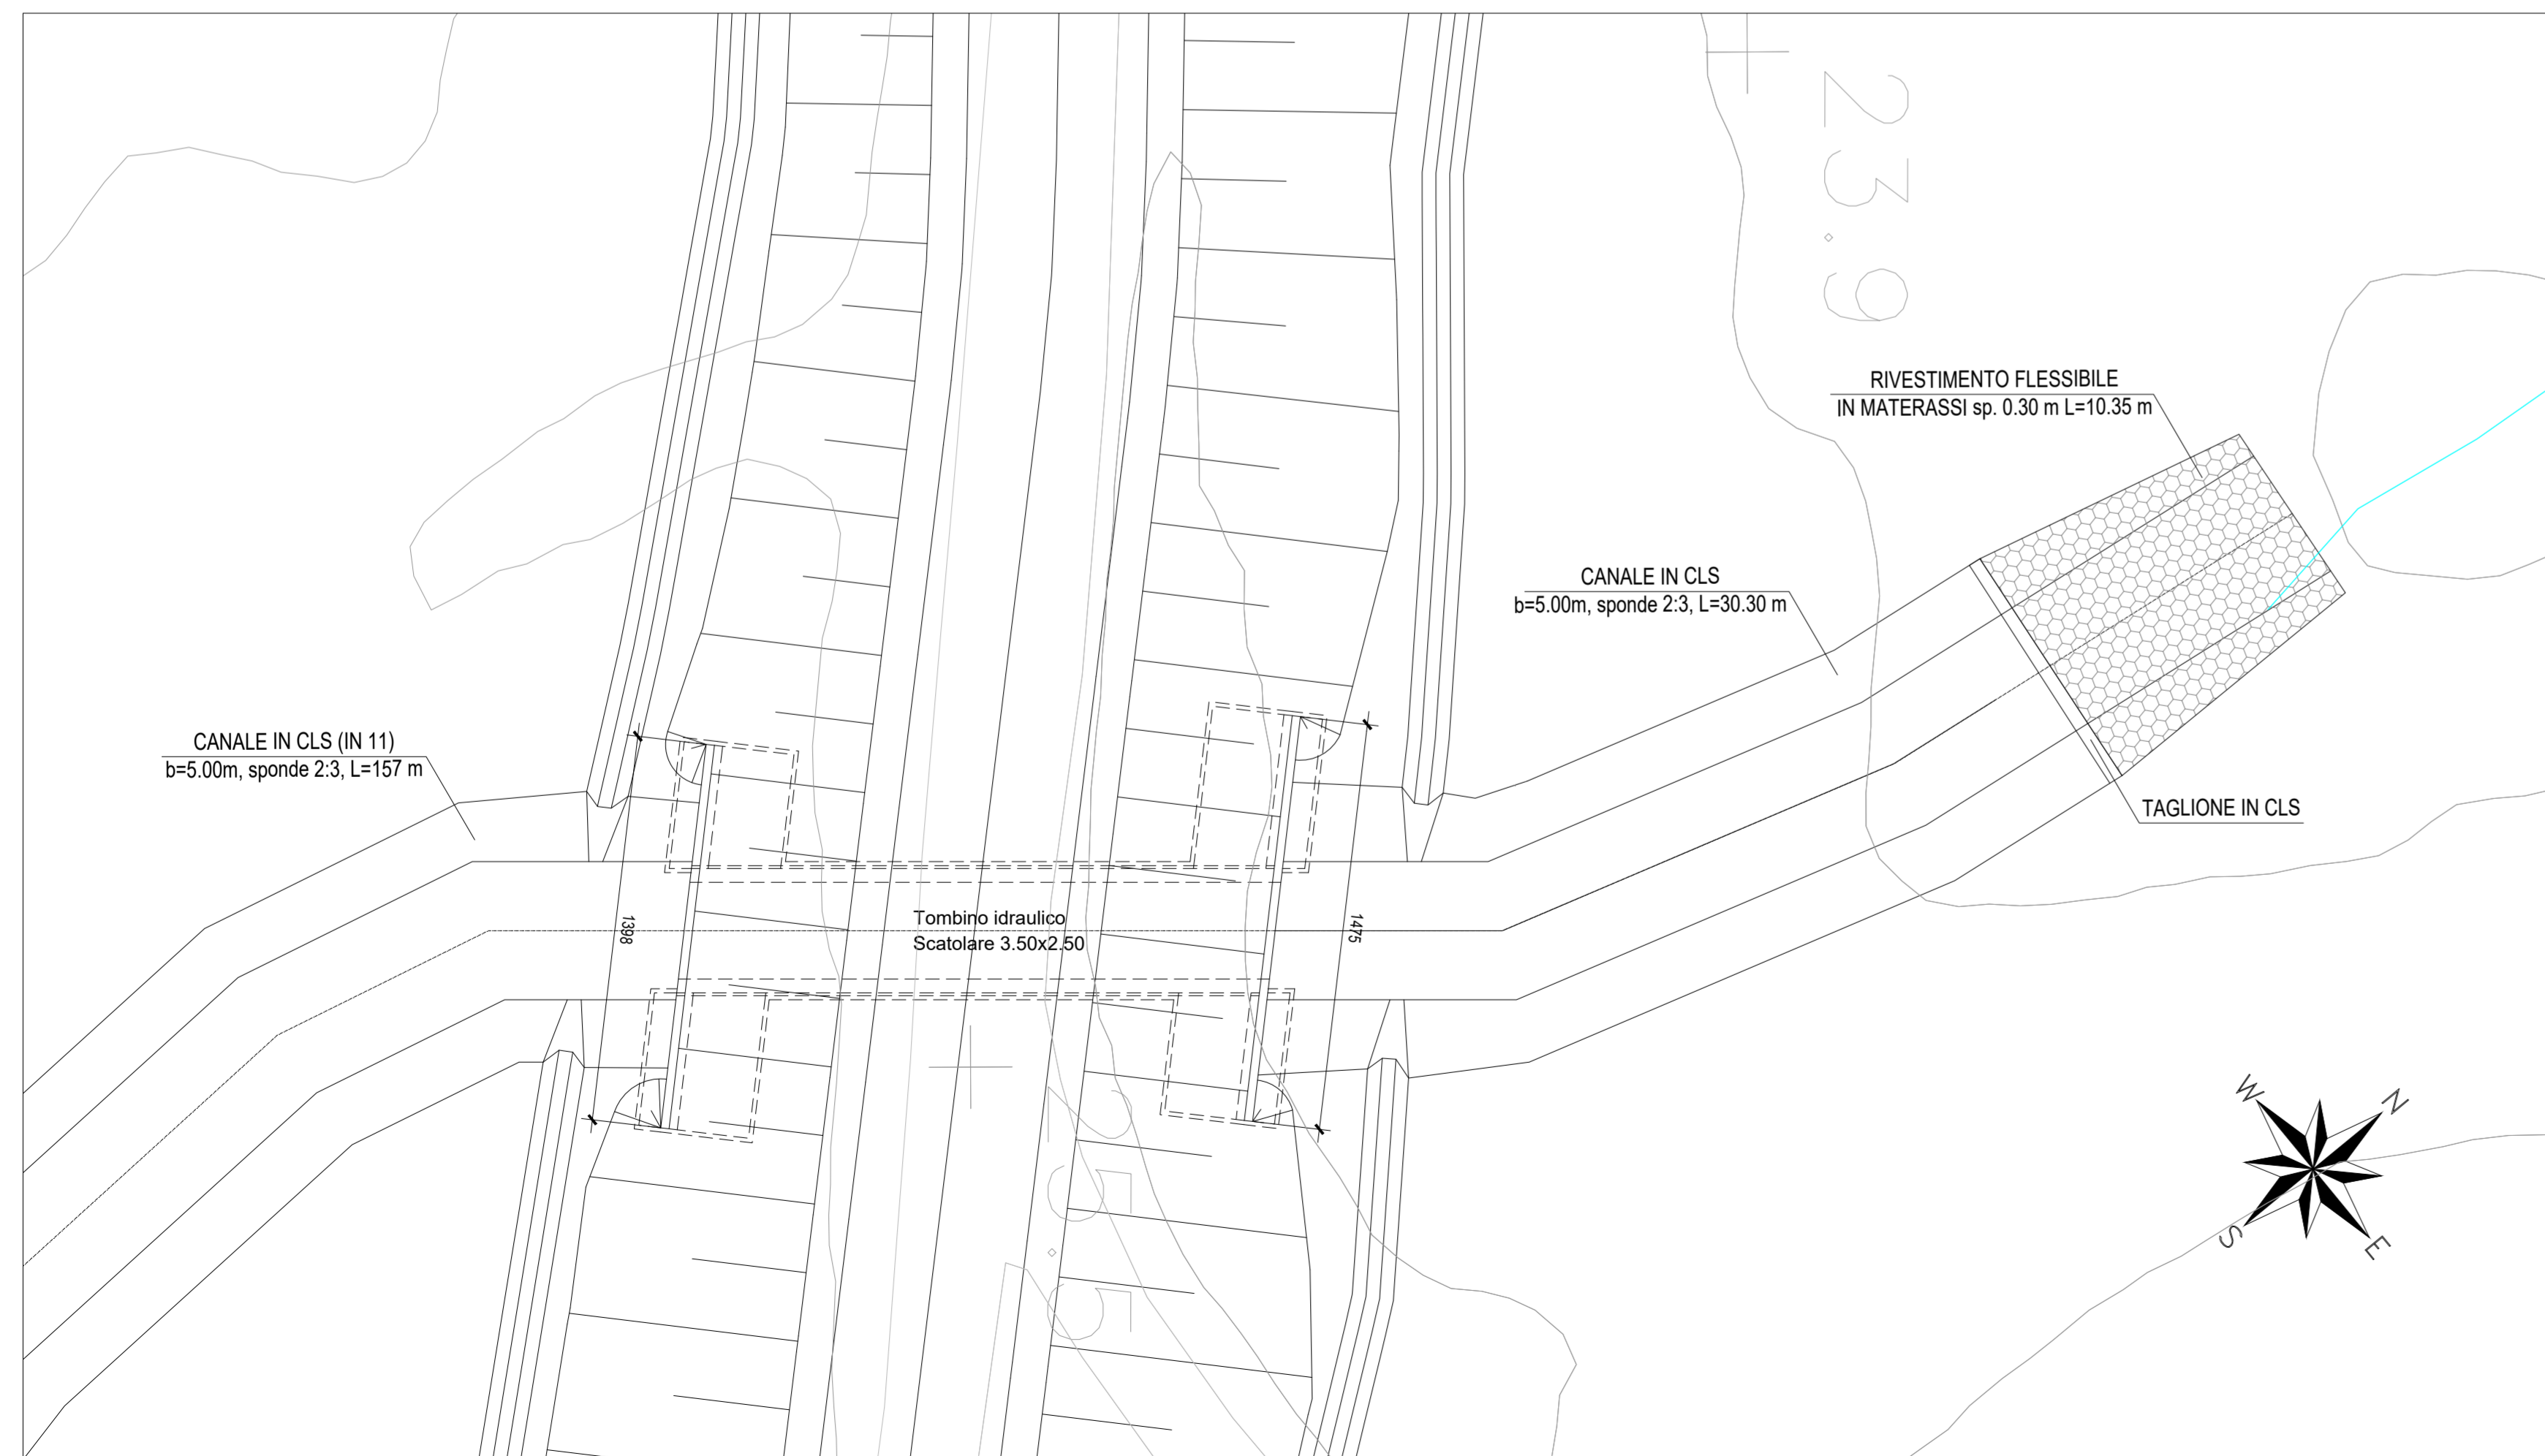 23.9
RIVESTIMENTO FLESSIBILE
IN MATERASSI sp. 0.30 m L=10.35 m
CANALE IN CLS
b=5.00m, sponde 2:3, L=30.30 m
CANALE IN CLS (IN 11)
b=5.00m, sponde 2:3, L=157 m
TAGLIONE IN CLS
1398
Tombino idraulico
Scatolare 3.50x2.50
1475
25.5
W
N
S
E